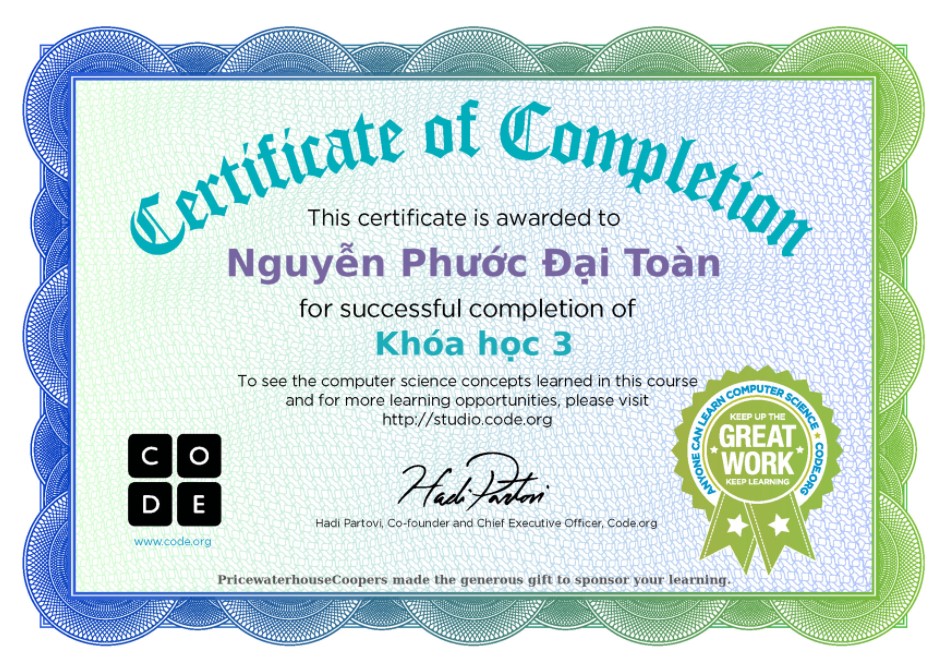 Certificate of Completion
This certificate is awarded to
Nguyễn Phước Đại Toàn
for successful completion of
Khóa học 3
To see the computer science concepts learned in this course
and for more learning opportunities, please visit
http://studio.code.org
C O
D E
www.code.org
Hadi Partovi
Hadi Partovi, Co-founder and Chief Executive Officer, Code.org
ANYONE CAN LEARN COMPUTER SCIENCE
CODE.ORG
KEEP UP THE
GREAT
WORK
KEEP LEARNING
PricewaterhouseCoopers made the generous gift to sponsor your learning.